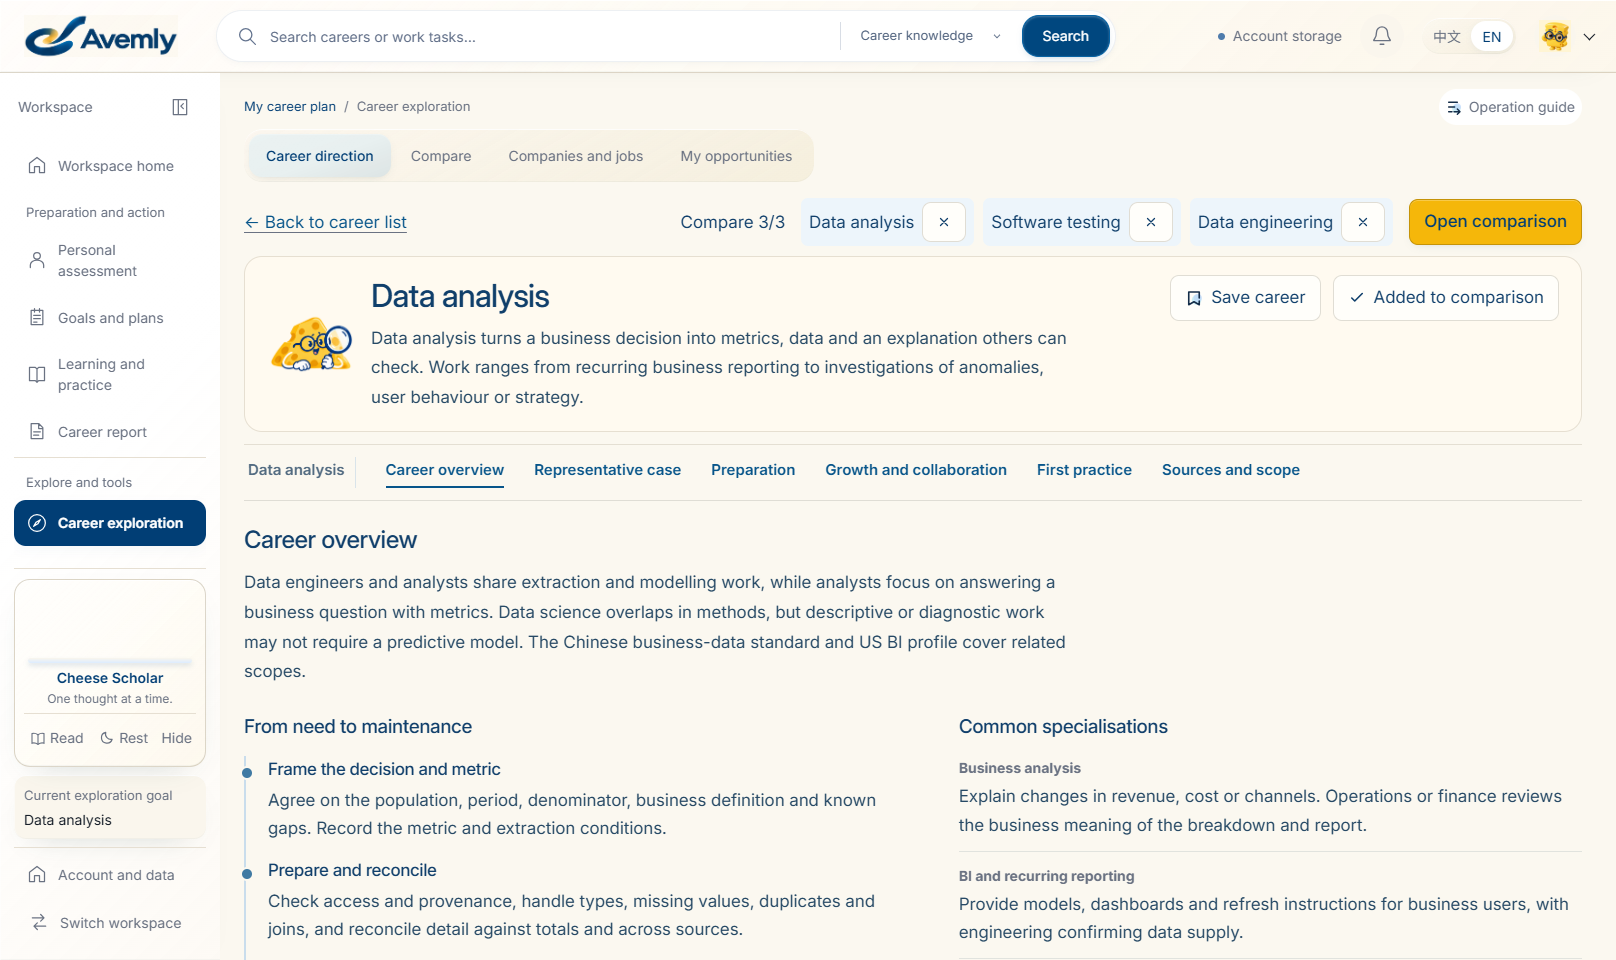 Avemly
Search careers or work tasks...
Career knowledge
Search
Account storage
中文
EN
Workspace
Workspace home
Preparation and action
Personal
assessment
Goals and plans
Learning and
practice
Career report
Explore and tools
Career exploration
Cheese Scholar
One thought at a time.
Read
Rest
Hide
Current exploration goal
Data analysis
Account and data
Switch workspace
My career plan / Career exploration
Operation guide
Career direction
Compare
Companies and jobs
My opportunities
← Back to career list
Compare 3/3
Data analysis ×
Software testing ×
Data engineering ×
Open comparison
Data analysis
Data analysis turns a business decision into metrics, data and an explanation others can
check. Work ranges from recurring business reporting to investigations of anomalies,
user behaviour or strategy.
Save career
Added to comparison
Data analysis
Career overview
Representative case
Preparation
Growth and collaboration
First practice
Sources and scope
Career overview
Data engineers and analysts share extraction and modelling work, while analysts focus on answering a
business question with metrics. Data science overlaps in methods, but descriptive or diagnostic work
may not require a predictive model. The Chinese business-data standard and US BI profile cover related
scopes.
From need to maintenance
Frame the decision and metric
Agree on the population, period, denominator, business definition and known
gaps. Record the metric and extraction conditions.
Prepare and reconcile
Check access and provenance, handle types, missing values, duplicates and
joins, and reconcile detail against totals and across sources.
Common specialisations
Business analysis
Explain changes in revenue, cost or channels. Operations or finance reviews
the business meaning of the breakdown and report.
BI and recurring reporting
Provide models, dashboards and refresh instructions for business users, with
engineering confirming data supply.